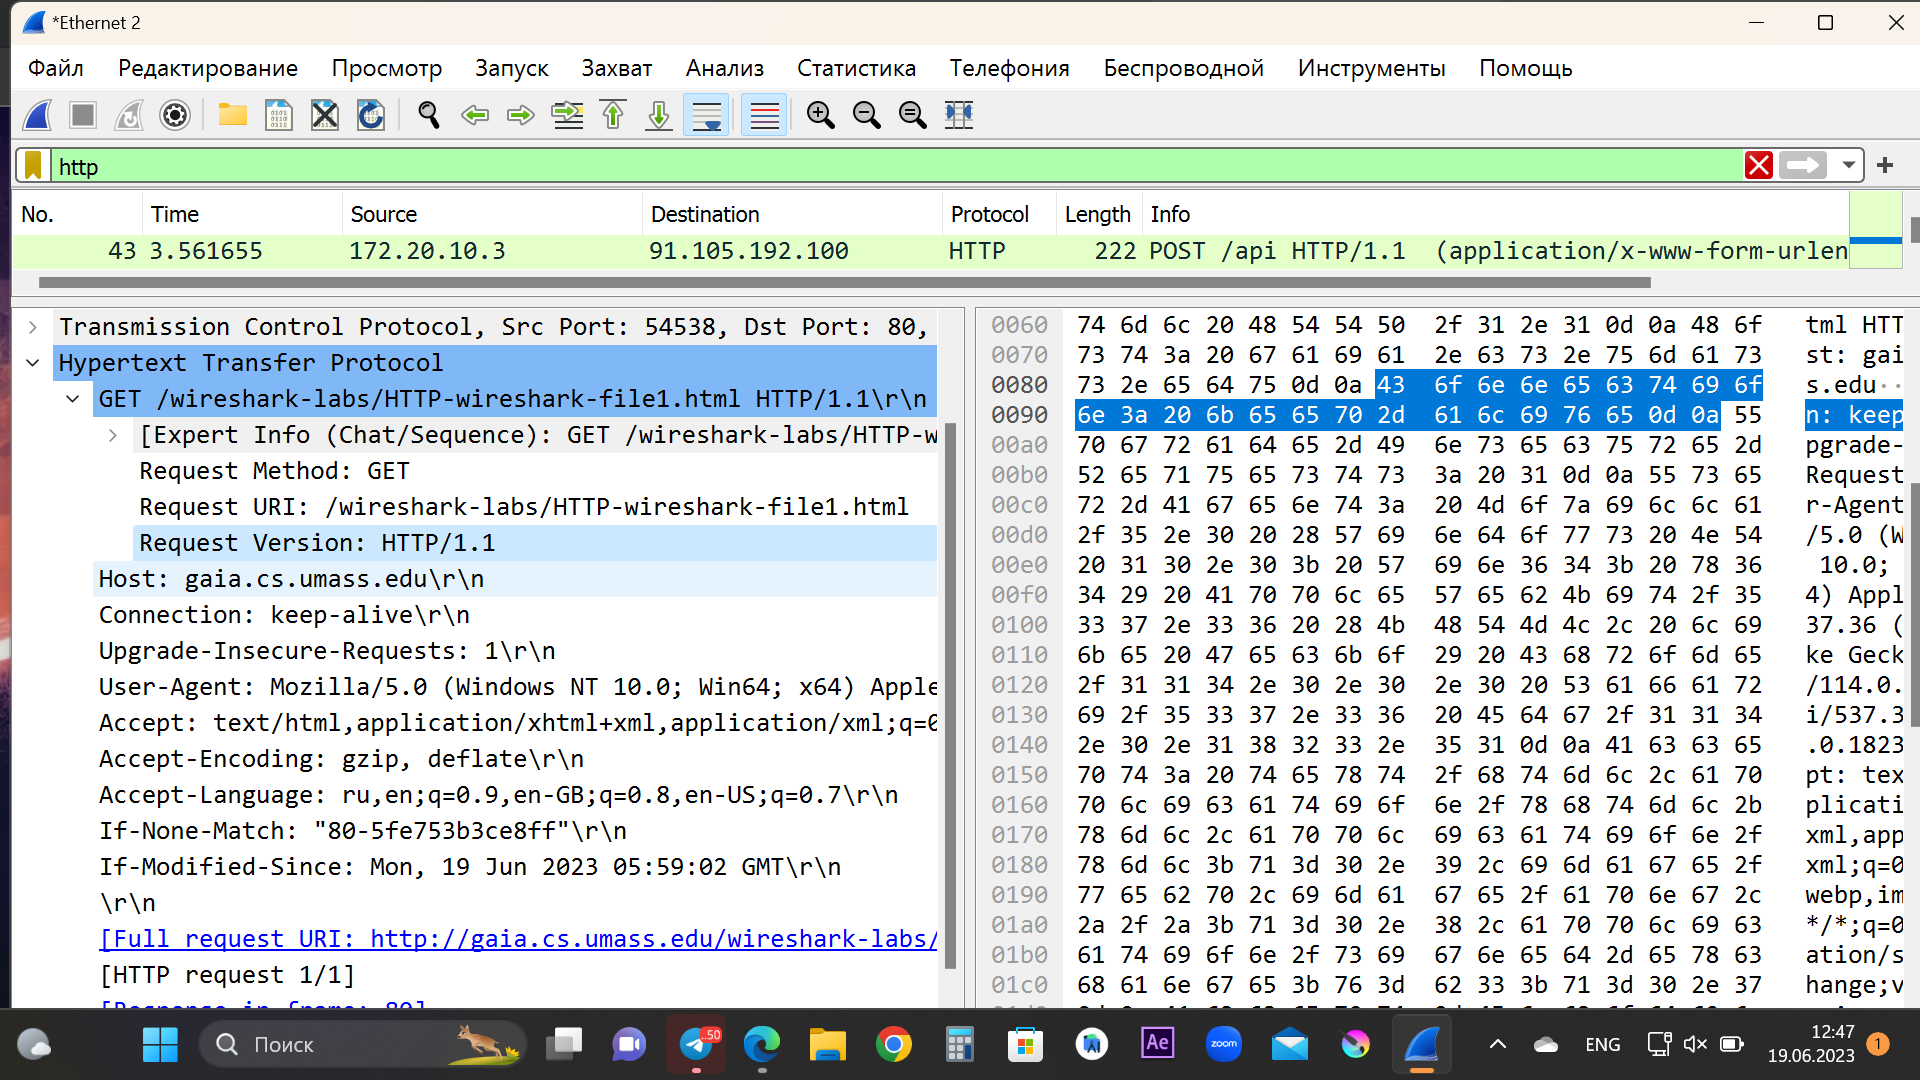 *Ethernet 2
Файл Редактирование Просмотр Запуск Захват Анализ Статистика Телефония Беспроводной Инструменты Помощь
http
No. Time Source Destination Protocol Length Info
43 3.561655 172.20.10.3 91.105.192.100 HTTP 222 POST /api HTTP/1.1 (application/x-www-form-urlen
Transmission Control Protocol, Src Port: 54538, Dst Port: 80,
Hypertext Transfer Protocol
GET /wireshark-labs/HTTP-wireshark-file1.html HTTP/1.1\r\n
[Expert Info (Chat/Sequence): GET /wireshark-labs/HTTP-w
Request Method: GET
Request URI: /wireshark-labs/HTTP-wireshark-file1.html
Request Version: HTTP/1.1
Host: gaia.cs.umass.edu\r\n
Connection: keep-alive\r\n
Upgrade-Insecure-Requests: 1\r\n
User-Agent: Mozilla/5.0 (Windows NT 10.0; Win64; x64) Apple
Accept: text/html,application/xhtml+xml,application/xml;q=0
Accept-Encoding: gzip, deflate\r\n
Accept-Language: ru,en;q=0.9,en-GB;q=0.8,en-US;q=0.7\r\n
If-None-Match: "80-5fe753b3ce8ff"\r\n
If-Modified-Since: Mon, 19 Jun 2023 05:59:02 GMT\r\n
\r\n
[Full request URI: http://gaia.cs.umass.edu/wireshark-labs/
[HTTP request 1/1]
[Response in frame: 80]
0060 74 6d 6c 20 48 54 54 50 2f 31 2e 31 0d 0a 48 6f tml HTT
0070 73 74 3a 20 67 61 69 61 2e 63 73 2e 75 6d 61 73 st: gai
0080 73 2e 65 64 75 0d 0a 43 6f 6e 6e 65 63 74 69 6f s.edu··
0090 6e 3a 20 6b 65 65 70 2d 61 6c 69 76 65 0d 0a 55 n: keep
00a0 70 67 72 61 64 65 2d 49 6e 73 65 63 75 72 65 2d pgrade-
00b0 52 65 71 75 65 73 74 73 3a 20 31 0d 0a 55 73 65 Request
00c0 72 2d 41 67 65 6e 74 3a 20 4d 6f 7a 69 6c 6c 61 r-Agent
00d0 2f 35 2e 30 20 28 57 69 6e 64 6f 77 73 20 4e 54 /5.0 (W
00e0 20 31 30 2e 30 3b 20 57 69 6e 36 34 3b 20 78 36 10.0;
00f0 34 29 20 41 70 70 6c 65 57 65 62 4b 69 74 2f 35 4) Appl
0100 33 37 2e 33 36 20 28 4b 48 54 4d 4c 2c 20 6c 69 37.36 (
0110 6b 65 20 47 65 63 6b 6f 29 20 43 68 72 6f 6d 65 ke Geck
0120 2f 31 31 34 2e 30 2e 30 2e 30 20 53 61 66 61 72 /114.0.
0130 69 2f 35 33 37 2e 33 36 20 45 64 67 2f 31 31 34 i/537.3
0140 2e 30 2e 31 38 32 33 2e 35 31 0d 0a 41 63 63 65 .0.1823
0150 70 74 3a 20 74 65 78 74 2f 68 74 6d 6c 2c 61 70 pt: tex
0160 70 6c 69 63 61 74 69 6f 6e 2f 78 68 74 6d 6c 2b plicati
0170 78 6d 6c 2c 61 70 70 6c 69 63 61 74 69 6f 6e 2f xml,app
0180 78 6d 6c 3b 71 3d 30 2e 39 2c 69 6d 61 67 65 2f xml;q=0
0190 77 65 62 70 2c 69 6d 61 67 65 2f 61 70 6e 67 2c webp,im
01a0 2a 2f 2a 3b 71 3d 30 2e 38 2c 61 70 70 6c 69 63 */*;q=0
01b0 61 74 69 6f 6e 2f 73 69 67 6e 65 64 2d 65 78 63 ation/s
01c0 68 61 6e 67 65 3b 76 3d 62 33 3b 71 3d 30 2e 37 hange;v
Поиск
..50
Ae
zoom
ENG
12:47
19.06.2023
1